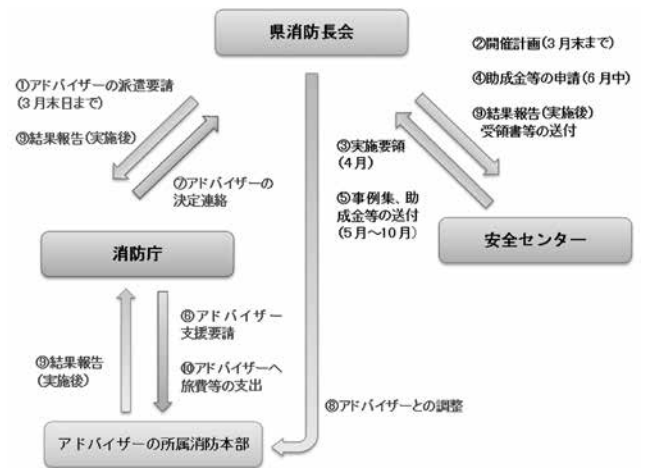 県消防長会
②開催計画(3月末まで)
④助成金等の申請(6月中)
⑨結果報告(実施後)
受領書等の送付
①アドバイザーの派遣要請
(3月末日まで)
⑨結果報告(実施後)
③実施要領
(4月)
⑤事例集、助
成金等の送付
(5月～10月)
⑦アドバイザーの
決定連絡
消防庁
安全センター
⑥アドバイザー
支援要請
⑩アドバイザーへ
旅費等の支出
⑨結果報告
(実施後)
⑧アドバイザーとの調整
アドバイザーの所属消防本部